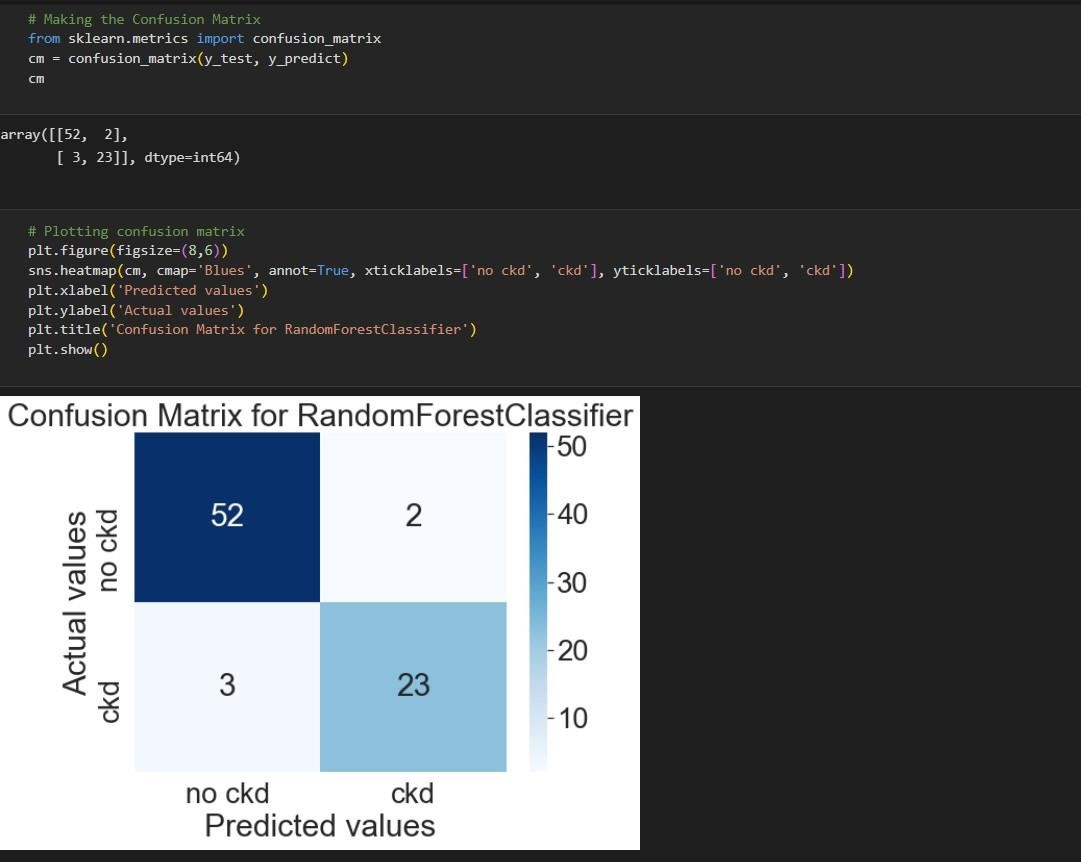 # Making the Confusion Matrix
from sklearn.metrics import confusion_matrix
cm = confusion_matrix(y_test, y_predict)
cm
array([[52,  2],
       [ 3, 23]], dtype=int64)
# Plotting confusion matrix
plt.figure(figsize=(8,6))
sns.heatmap(cm, cmap='Blues', annot=True, xticklabels=['no ckd', 'ckd'], yticklabels=['no ckd', 'ckd'])
plt.xlabel('Predicted values')
plt.ylabel('Actual values')
plt.title('Confusion Matrix for RandomForestClassifier')
plt.show()
Confusion Matrix for RandomForestClassifier
Actual values
no ckd
ckd
52 2
3 23
50
40
30
20
10
no ckd ckd
Predicted values